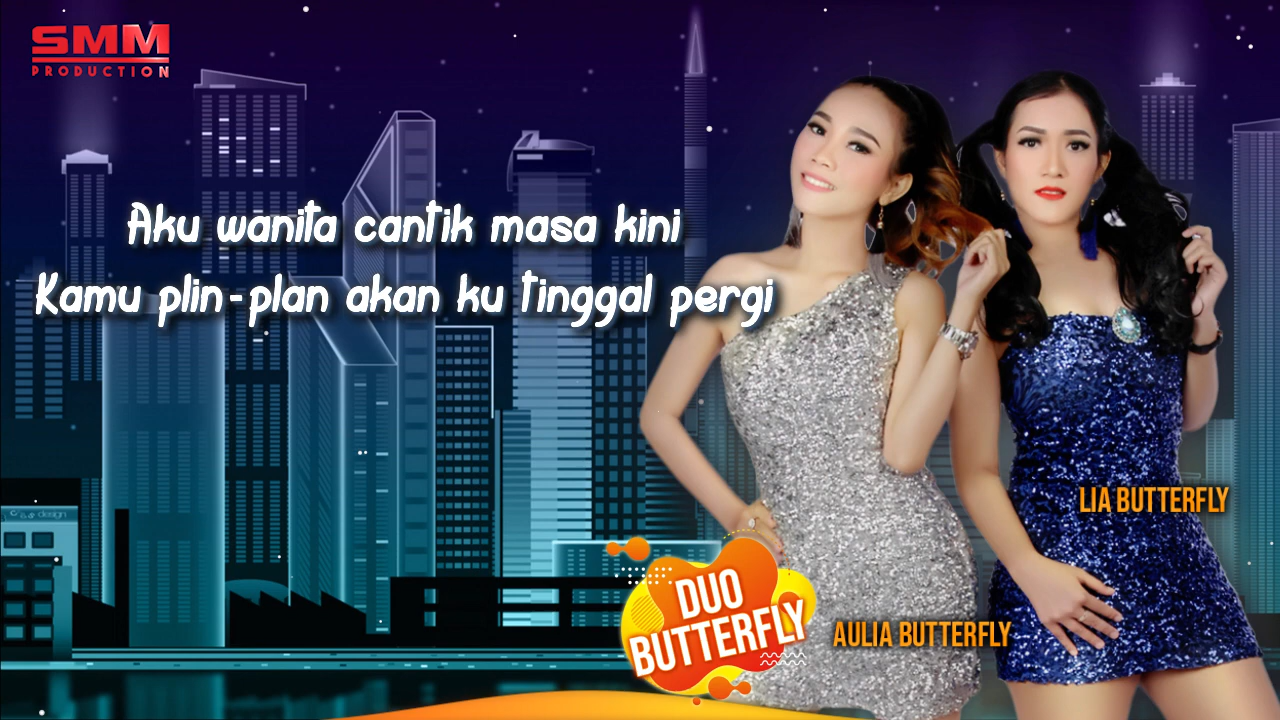 SMM
PRODUCTION
Aku wanita cantik masa kini
Kamu plin-plan akan ku tinggal pergi
LIA BUTTERFLY
DUO
BUTTERFLY
AULIA BUTTERFLY